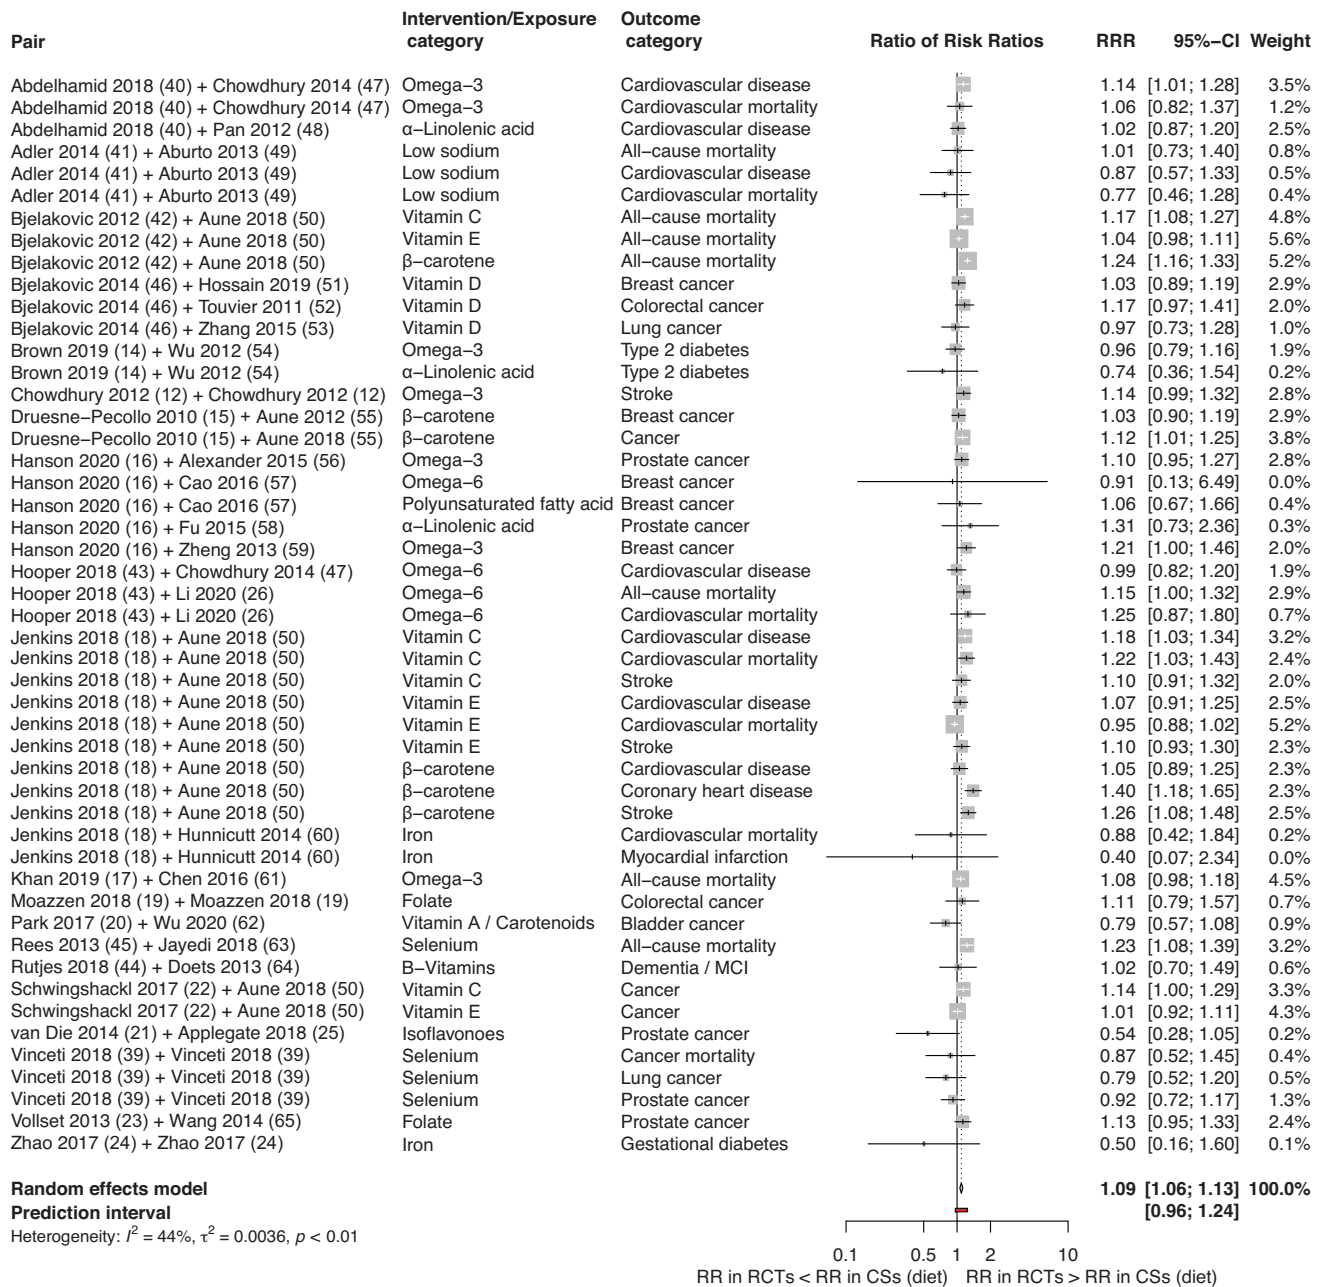 Pair Intervention/Exposure category Outcome category Ratio of Risk Ratios RRR 95%−CI Weight
Abdelhamid 2018 (40) + Chowdhury 2014 (47) Omega−3 Cardiovascular disease 1.14 [1.01; 1.28] 3.5%
Abdelhamid 2018 (40) + Chowdhury 2014 (47) Omega−3 Cardiovascular mortality 1.06 [0.82; 1.37] 1.2%
Abdelhamid 2018 (40) + Pan 2012 (48) α−Linolenic acid Cardiovascular disease 1.02 [0.87; 1.20] 2.5%
Adler 2014 (41) + Aburto 2013 (49) Low sodium All−cause mortality 1.01 [0.73; 1.40] 0.8%
Adler 2014 (41) + Aburto 2013 (49) Low sodium Cardiovascular disease 0.87 [0.57; 1.33] 0.5%
Adler 2014 (41) + Aburto 2013 (49) Low sodium Cardiovascular mortality 0.77 [0.46; 1.28] 0.4%
Bjelakovic 2012 (42) + Aune 2018 (50) Vitamin C All−cause mortality 1.17 [1.08; 1.27] 4.8%
Bjelakovic 2012 (42) + Aune 2018 (50) Vitamin E All−cause mortality 1.04 [0.98; 1.11] 5.6%
Bjelakovic 2012 (42) + Aune 2018 (50) β−carotene All−cause mortality 1.24 [1.16; 1.33] 5.2%
Bjelakovic 2014 (46) + Hossain 2019 (51) Vitamin D Breast cancer 1.03 [0.89; 1.19] 2.9%
Bjelakovic 2014 (46) + Touvier 2011 (52) Vitamin D Colorectal cancer 1.17 [0.97; 1.41] 2.0%
Bjelakovic 2014 (46) + Zhang 2015 (53) Vitamin D Lung cancer 0.97 [0.73; 1.28] 1.0%
Brown 2019 (14) + Wu 2012 (54) Omega−3 Type 2 diabetes 0.96 [0.79; 1.16] 1.9%
Brown 2019 (14) + Wu 2012 (54) α−Linolenic acid Type 2 diabetes 0.74 [0.36; 1.54] 0.2%
Chowdhury 2012 (12) + Chowdhury 2012 (12) Omega−3 Stroke 1.14 [0.99; 1.32] 2.8%
Druesne−Pecollo 2010 (15) + Aune 2012 (55) β−carotene Breast cancer 1.03 [0.90; 1.19] 2.9%
Druesne−Pecollo 2010 (15) + Aune 2018 (55) β−carotene Cancer 1.12 [1.01; 1.25] 3.8%
Hanson 2020 (16) + Alexander 2015 (56) Omega−3 Prostate cancer 1.10 [0.95; 1.27] 2.8%
Hanson 2020 (16) + Cao 2016 (57) Omega−6 Breast cancer 0.91 [0.13; 6.49] 0.0%
Hanson 2020 (16) + Cao 2016 (57) Polyunsaturated fatty acid Breast cancer 1.06 [0.67; 1.66] 0.4%
Hanson 2020 (16) + Fu 2015 (58) α−Linolenic acid Prostate cancer 1.31 [0.73; 2.36] 0.3%
Hanson 2020 (16) + Zheng 2013 (59) Omega−3 Breast cancer 1.21 [1.00; 1.46] 2.0%
Hooper 2018 (43) + Chowdhury 2014 (47) Omega−6 Cardiovascular disease 0.99 [0.82; 1.20] 1.9%
Hooper 2018 (43) + Li 2020 (26) Omega−6 All−cause mortality 1.15 [1.00; 1.32] 2.9%
Hooper 2018 (43) + Li 2020 (26) Omega−6 Cardiovascular mortality 1.25 [0.87; 1.80] 0.7%
Jenkins 2018 (18) + Aune 2018 (50) Vitamin C Cardiovascular disease 1.18 [1.03; 1.34] 3.2%
Jenkins 2018 (18) + Aune 2018 (50) Vitamin C Cardiovascular mortality 1.22 [1.03; 1.43] 2.4%
Jenkins 2018 (18) + Aune 2018 (50) Vitamin C Stroke 1.10 [0.91; 1.32] 2.0%
Jenkins 2018 (18) + Aune 2018 (50) Vitamin E Cardiovascular disease 1.07 [0.91; 1.25] 2.5%
Jenkins 2018 (18) + Aune 2018 (50) Vitamin E Cardiovascular mortality 0.95 [0.88; 1.02] 5.2%
Jenkins 2018 (18) + Aune 2018 (50) Vitamin E Stroke 1.10 [0.93; 1.30] 2.3%
Jenkins 2018 (18) + Aune 2018 (50) β−carotene Cardiovascular disease 1.05 [0.89; 1.25] 2.3%
Jenkins 2018 (18) + Aune 2018 (50) β−carotene Coronary heart disease 1.40 [1.18; 1.65] 2.3%
Jenkins 2018 (18) + Aune 2018 (50) β−carotene Stroke 1.26 [1.08; 1.48] 2.5%
Jenkins 2018 (18) + Hunnicutt 2014 (60) Iron Cardiovascular mortality 0.88 [0.42; 1.84] 0.2%
Jenkins 2018 (18) + Hunnicutt 2014 (60) Iron Myocardial infarction 0.40 [0.07; 2.34] 0.0%
Khan 2019 (17) + Chen 2016 (61) Omega−3 All−cause mortality 1.08 [0.98; 1.18] 4.5%
Moazzen 2018 (19) + Moazzen 2018 (19) Folate Colorectal cancer 1.11 [0.79; 1.57] 0.7%
Park 2017 (20) + Wu 2020 (62) Vitamin A / Carotenoids Bladder cancer 0.79 [0.57; 1.08] 0.9%
Rees 2013 (45) + Jayedi 2018 (63) Selenium All−cause mortality 1.23 [1.08; 1.39] 3.2%
Rutjes 2018 (44) + Doets 2013 (64) B−Vitamins Dementia / MCI 1.02 [0.70; 1.49] 0.6%
Schwingshackl 2017 (22) + Aune 2018 (50) Vitamin C Cancer 1.14 [1.00; 1.29] 3.3%
Schwingshackl 2017 (22) + Aune 2018 (50) Vitamin E Cancer 1.01 [0.92; 1.11] 4.3%
van Die 2014 (21) + Applegate 2018 (25) Isoflavonoes Prostate cancer 0.54 [0.28; 1.05] 0.2%
Vinceti 2018 (39) + Vinceti 2018 (39) Selenium Cancer mortality 0.87 [0.52; 1.45] 0.4%
Vinceti 2018 (39) + Vinceti 2018 (39) Selenium Lung cancer 0.79 [0.52; 1.20] 0.5%
Vinceti 2018 (39) + Vinceti 2018 (39) Selenium Prostate cancer 0.92 [0.72; 1.17] 1.3%
Vollset 2013 (23) + Wang 2014 (65) Folate Prostate cancer 1.13 [0.95; 1.33] 2.4%
Zhao 2017 (24) + Zhao 2017 (24) Iron Gestational diabetes 0.50 [0.16; 1.60] 0.1%
Random effects model 1.09 [1.06; 1.13] 100.0%
Prediction interval [0.96; 1.24]
Heterogeneity: I² = 44%, τ² = 0.0036, p < 0.01
0.1 0.5 1 2 10
RR in RCTs < RR in CSs (diet) RR in RCTs > RR in CSs (diet)